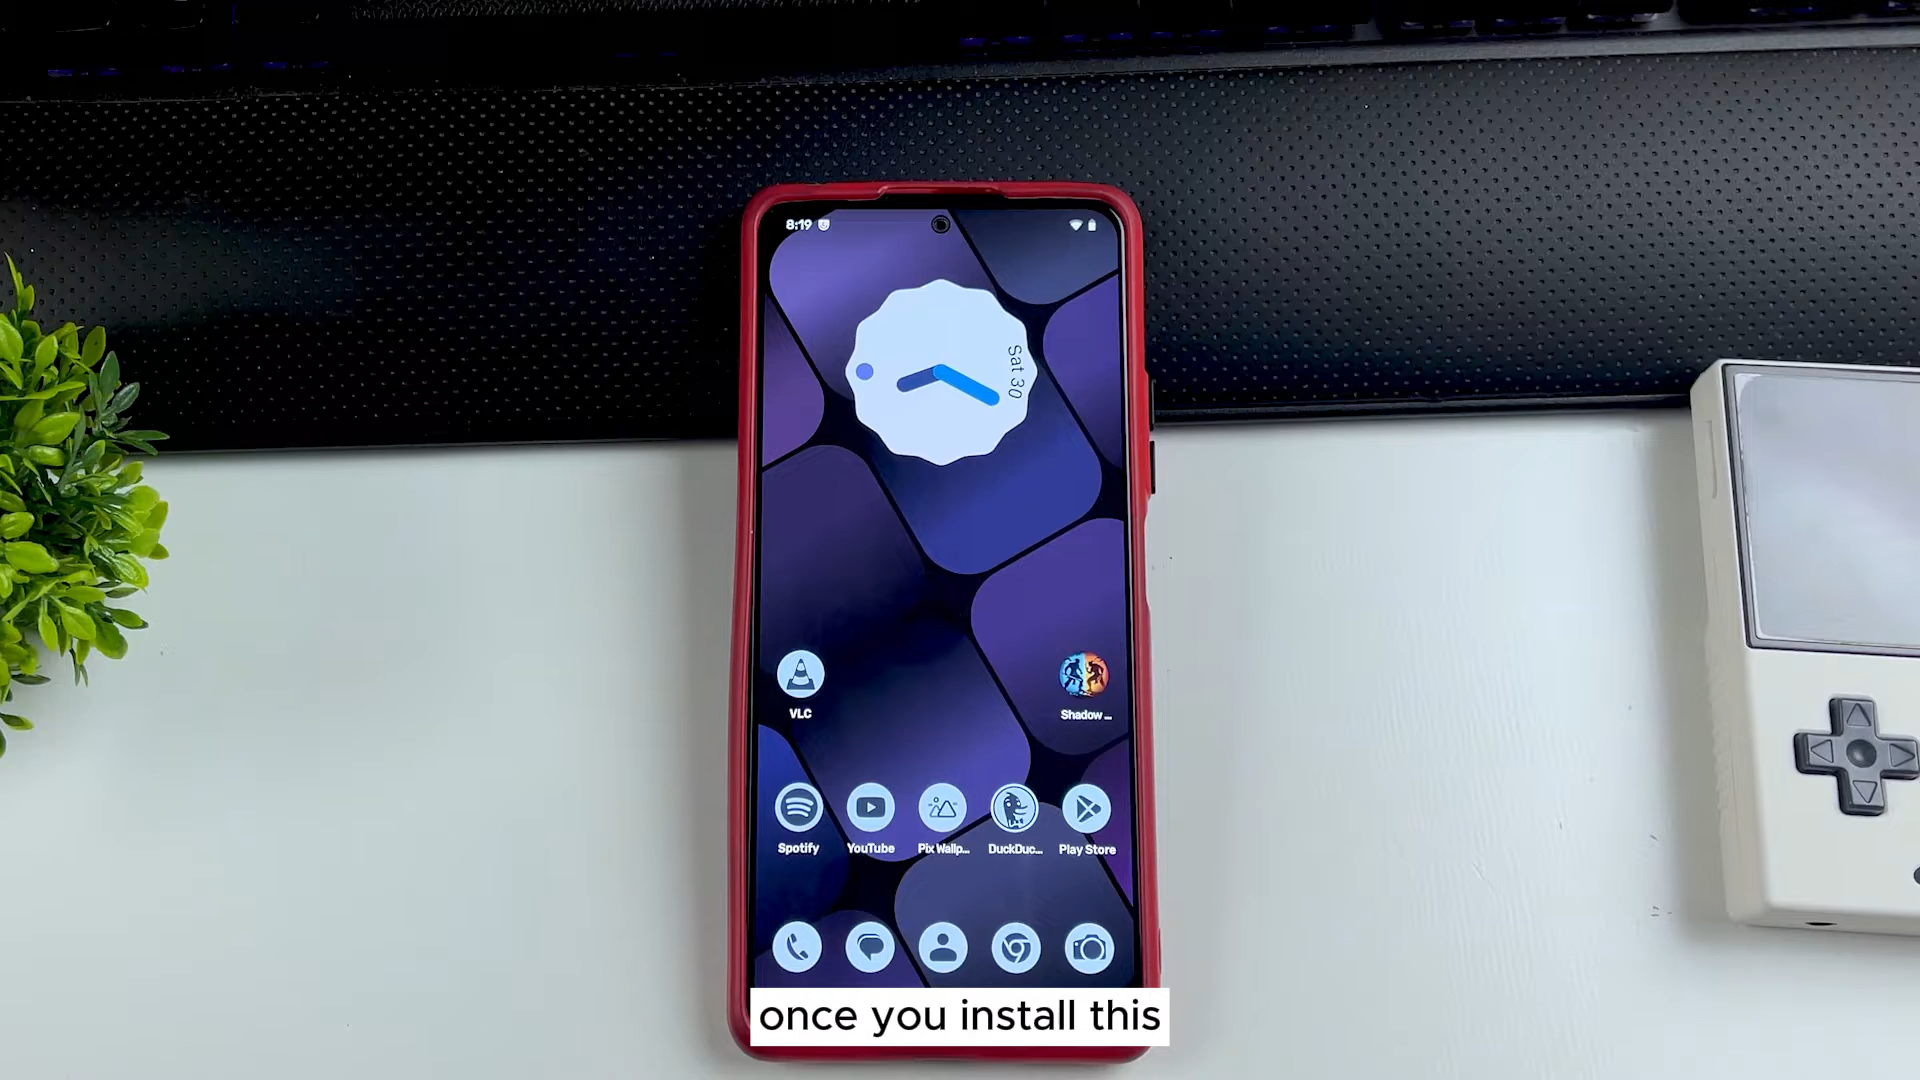 8:19
Sat 30
VLC
Shadow ...
Spotify
YouTube
Pix Wallp...
DuckDuc...
Play Store
once you install this